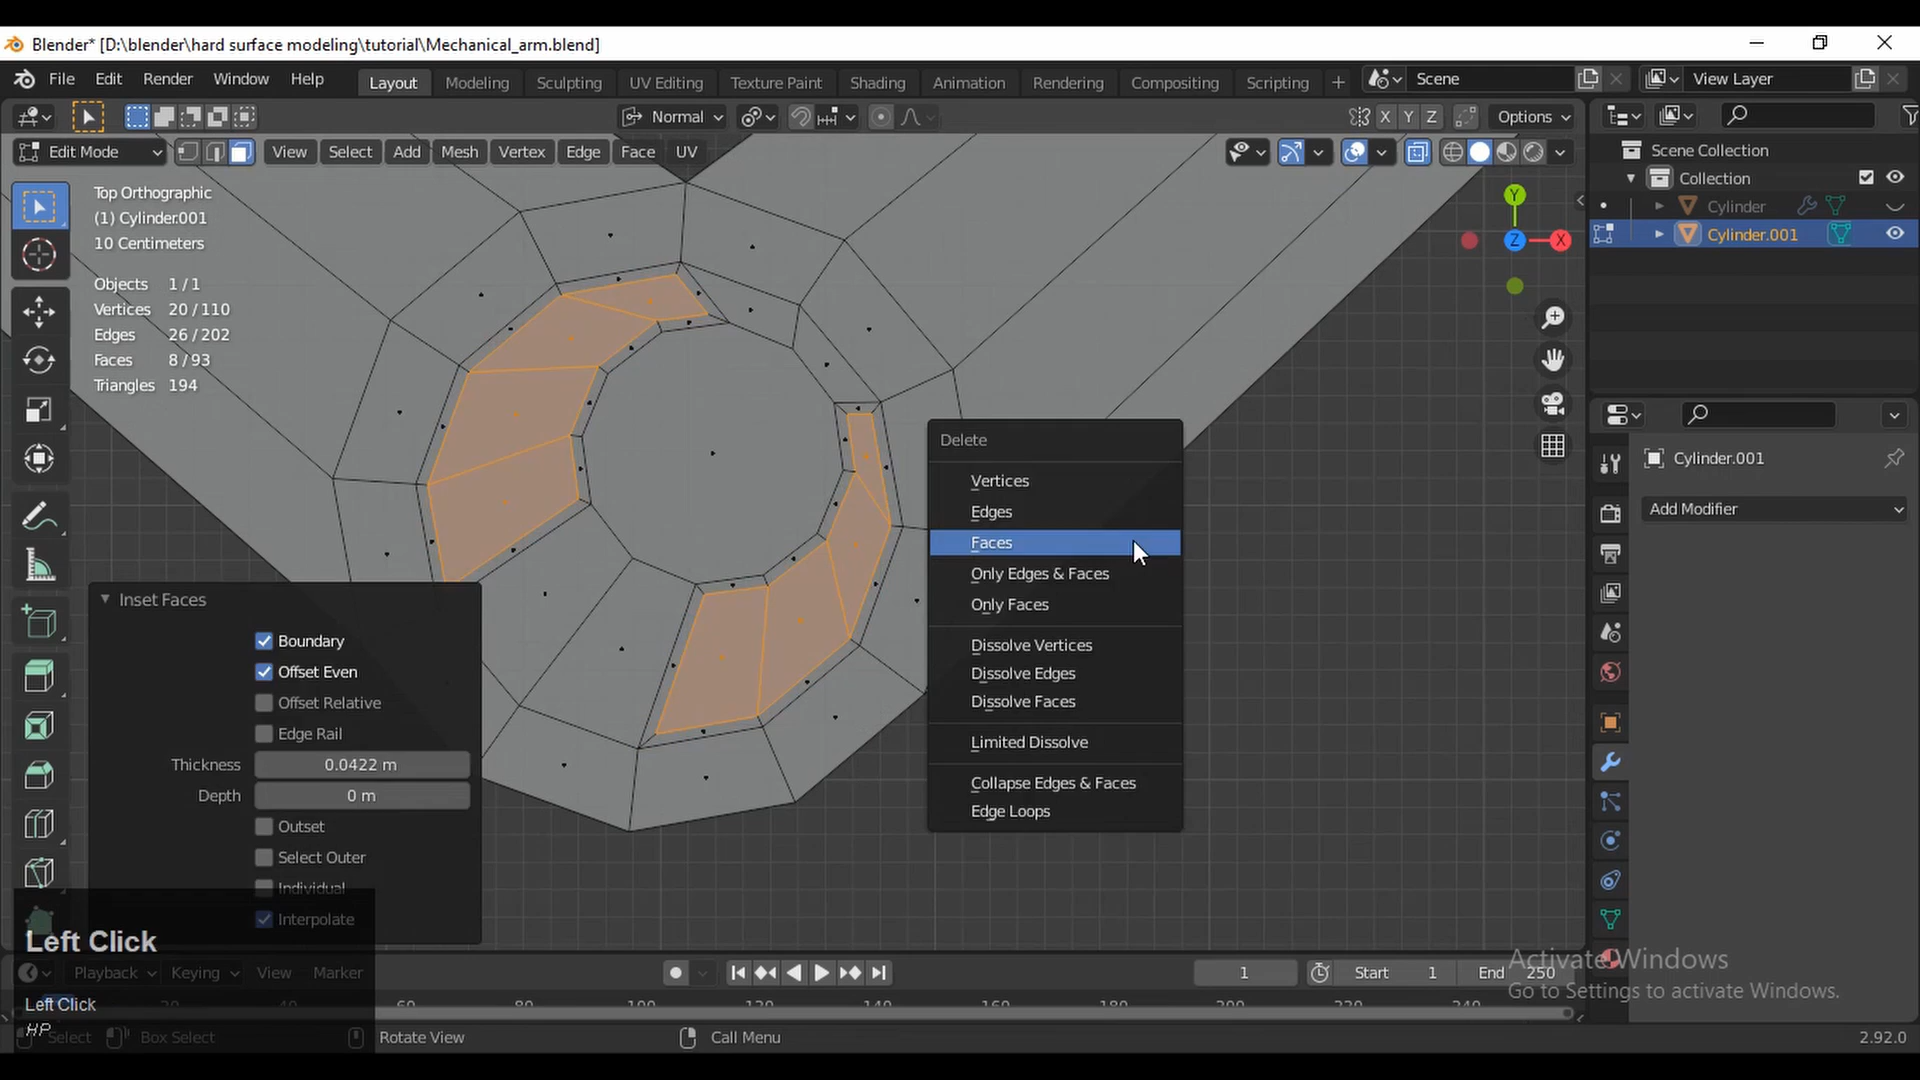 Blender* [D:\blender\hard surface modeling\tutorial\Mechanical_arm.blend]
File Edit Render Window Help Layout Modeling Sculpting UV Editing Texture Paint Shading Animation Rendering Compositing Scripting + Scene View Layer
Normal X Y Z Options
Edit Mode View Select Add Mesh Vertex Edge Face UV
Scene Collection
Collection
Cylinder
Cylinder.001
Top Orthographic
(1) Cylinder.001
10 Centimeters
Objects 1/1
Vertices 20/110
Edges 26/202
Faces 8/93
Triangles 194
Y
Z X
Delete
Vertices
Edges
Faces
Only Edges & Faces
Only Faces
Dissolve Vertices
Dissolve Edges
Dissolve Faces
Limited Dissolve
Collapse Edges & Faces
Edge Loops
Cylinder.001
Add Modifier
Inset Faces
Boundary
Offset Even
Offset Relative
Edge Rail
Thickness 0.0422 m
Depth 0 m
Outset
Select Outer
Individual
Interpolate
Left Click
Playback Keying View Marker 1 Start 1 End 250
Left Click
Activate Windows
Go to Settings to activate Windows.
Select Box Select Rotate View Call Menu 2.92.0